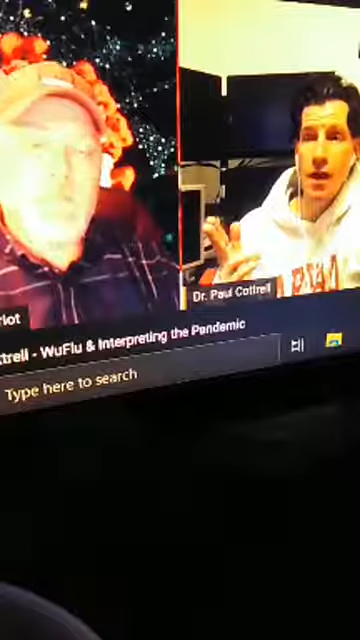 Dr. Paul Cottrell
riot
ttrell - WuFlu & Interpreting the Pandemic
Type here to search